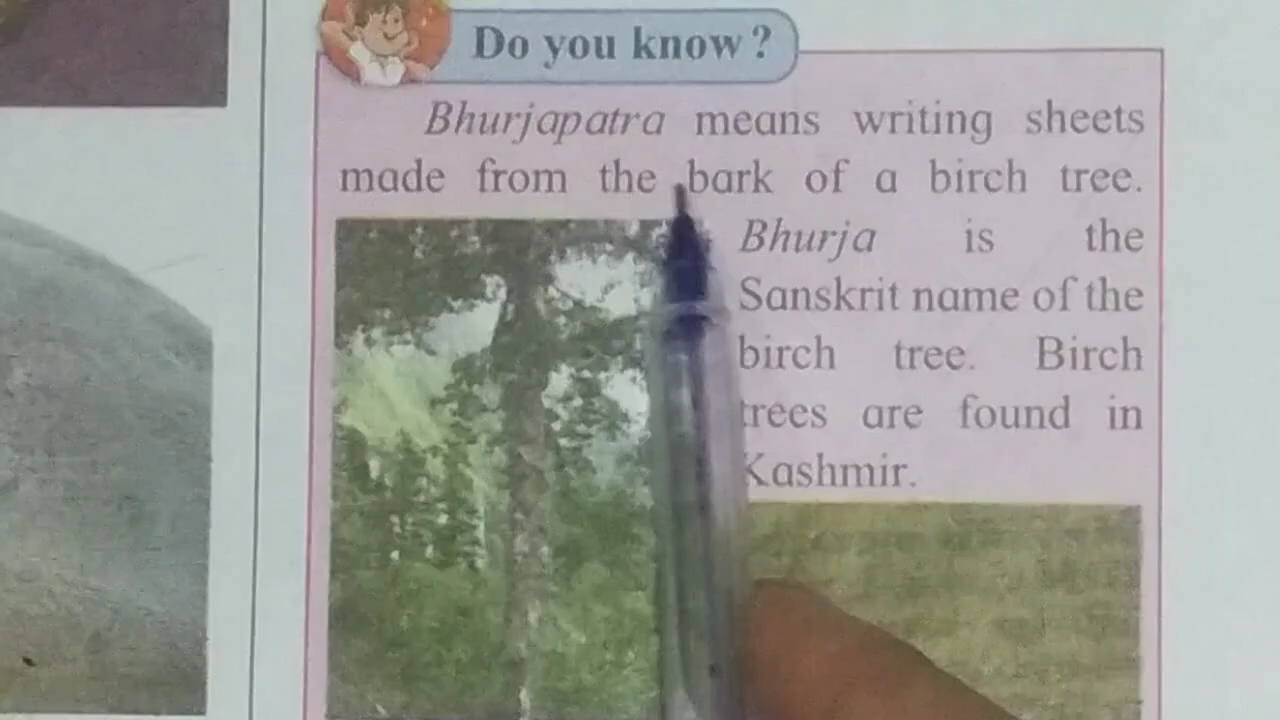 Do you know?
Bhurjapatra means writing sheets
made from the bark of a birch tree.
Bhurja is the
Sanskrit name of the
birch tree. Birch
trees are found in
Kashmir.